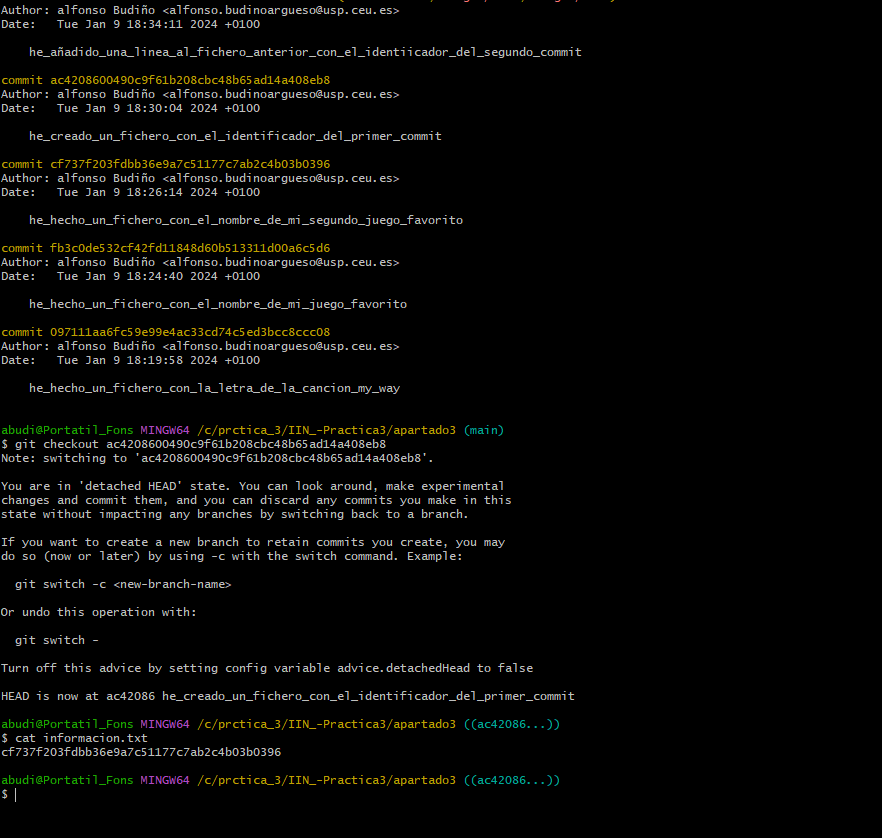 Author: alfonso Budiño <alfonso.budinoargueso@usp.ceu.es>
Date:   Tue Jan 9 18:34:11 2024 +0100
he_añadido_una_linea_al_fichero_anterior_con_el_identiicador_del_segundo_commit
commit ac4208600490c9f61b208cbc48b65ad14a408eb8
Author: alfonso Budiño <alfonso.budinoargueso@usp.ceu.es>
Date:   Tue Jan 9 18:30:04 2024 +0100
he_creado_un_fichero_con_el_identificador_del_primer_commit
commit cf737f203fdbb36e9a7c51177c7ab2c4b03b0396
Author: alfonso Budiño <alfonso.budinoargueso@usp.ceu.es>
Date:   Tue Jan 9 18:26:14 2024 +0100
he_hecho_un_fichero_con_el_nombre_de_mi_segundo_juego_favorito
commit fb3c0de532cf42fd11848d60b513311d00a6c5d6
Author: alfonso Budiño <alfonso.budinoargueso@usp.ceu.es>
Date:   Tue Jan 9 18:24:40 2024 +0100
he_hecho_un_fichero_con_el_nombre_de_mi_juego_favorito
commit 097111aa6fc59e99e4ac33cd74c5ed3bcc8ccc08
Author: alfonso Budiño <alfonso.budinoargueso@usp.ceu.es>
Date:   Tue Jan 9 18:19:58 2024 +0100
he_hecho_un_fichero_con_la_letra_de_la_cancion_my_way
abudi@Portatil_Fons MINGW64 /c/prctica_3/IIN_-Practica3/apartado3 (main)
$ git checkout ac4208600490c9f61b208cbc48b65ad14a408eb8
Note: switching to 'ac4208600490c9f61b208cbc48b65ad14a408eb8'.
You are in 'detached HEAD' state. You can look around, make experimental
changes and commit them, and you can discard any commits you make in this
state without impacting any branches by switching back to a branch.
If you want to create a new branch to retain commits you create, you may
do so (now or later) by using -c with the switch command. Example:
git switch -c <new-branch-name>
Or undo this operation with:
git switch -
Turn off this advice by setting config variable advice.detachedHead to false
HEAD is now at ac42086 he_creado_un_fichero_con_el_identificador_del_primer_commit
abudi@Portatil_Fons MINGW64 /c/prctica_3/IIN_-Practica3/apartado3 ((ac42086...))
$ cat informacion.txt
cf737f203fdbb36e9a7c51177c7ab2c4b03b0396
abudi@Portatil_Fons MINGW64 /c/prctica_3/IIN_-Practica3/apartado3 ((ac42086...))
$